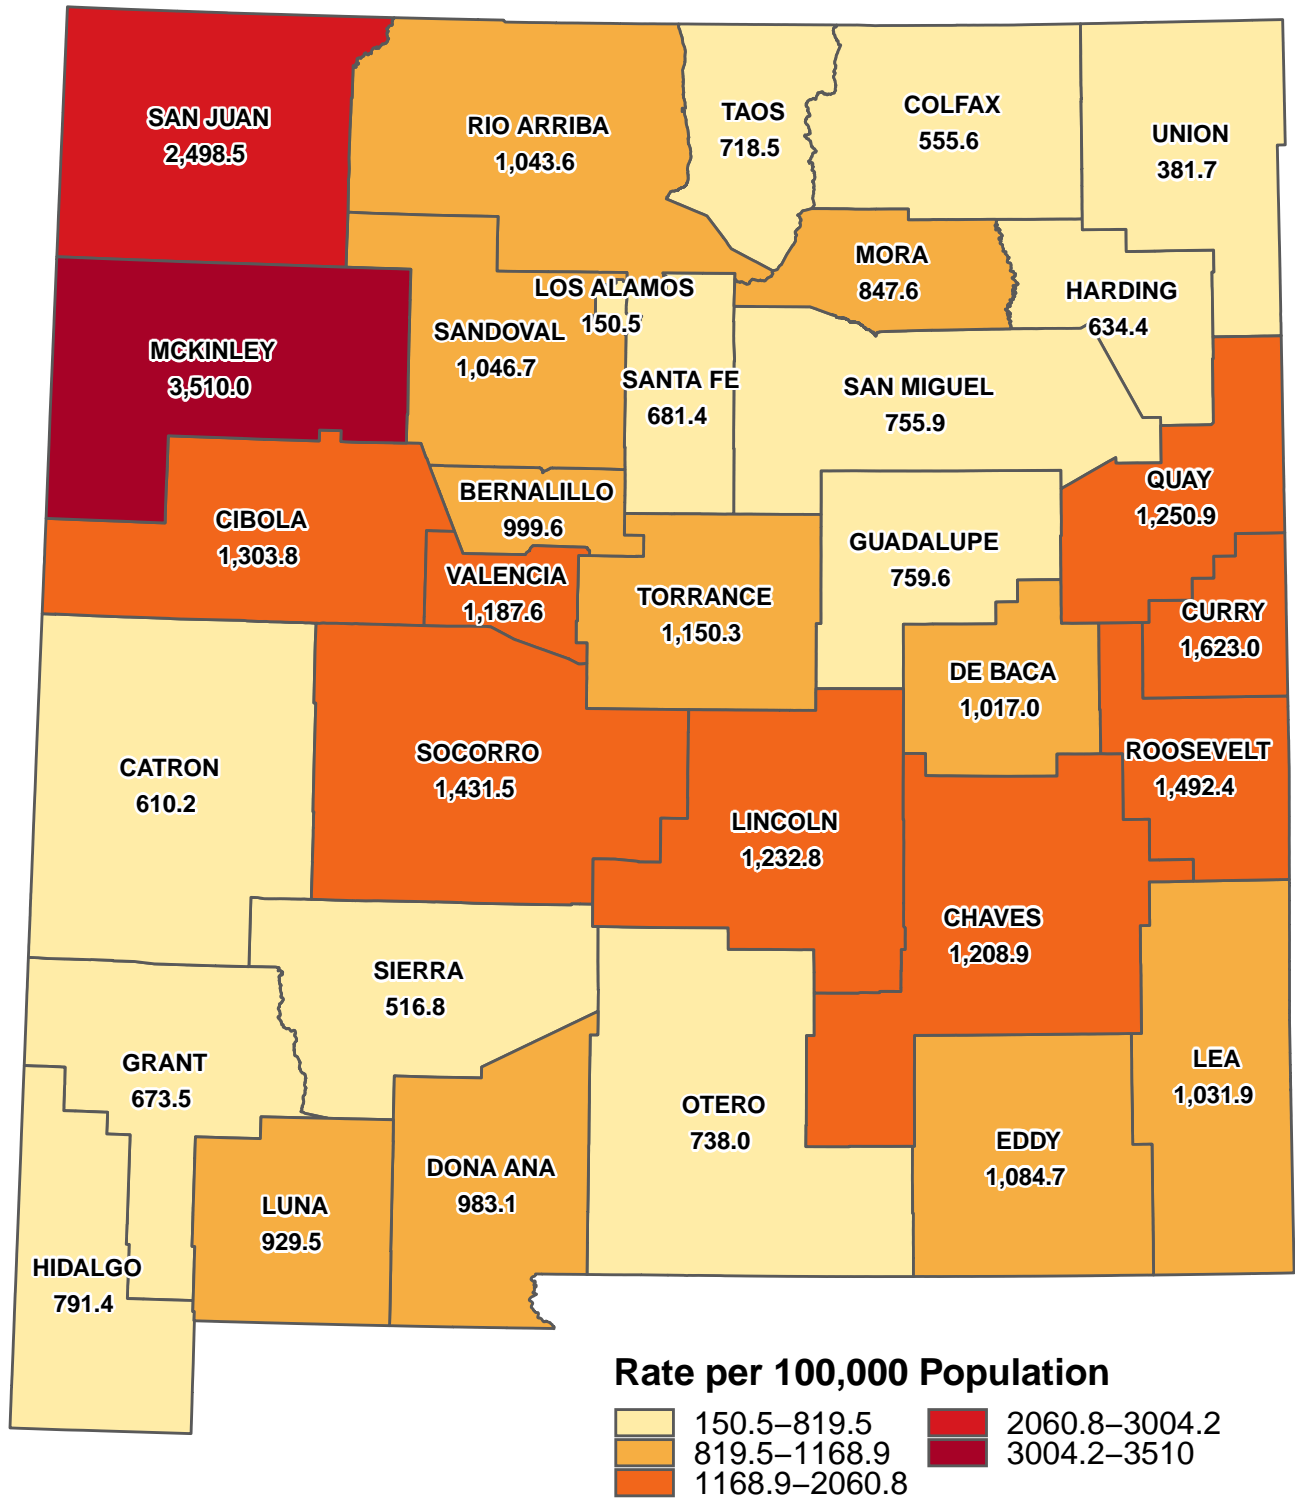 SAN JUAN
2,498.5
RIO ARRIBA
1,043.6
TAOS
718.5
COLFAX
555.6
UNION
381.7
MORA
847.6
HARDING
634.4
LOS ALAMOS
150.5
SANDOVAL
1,046.7
MCKINLEY
3,510.0
SANTA FE
681.4
SAN MIGUEL
755.9
QUAY
1,250.9
BERNALILLO
999.6
CIBOLA
1,303.8
GUADALUPE
759.6
VALENCIA
1,187.6
TORRANCE
1,150.3
CURRY
1,623.0
DE BACA
1,017.0
ROOSEVELT
1,492.4
SOCORRO
1,431.5
CATRON
610.2
LINCOLN
1,232.8
CHAVES
1,208.9
SIERRA
516.8
GRANT
673.5
LEA
1,031.9
OTERO
738.0
EDDY
1,084.7
DONA ANA
983.1
LUNA
929.5
HIDALGO
791.4
Rate per 100,000 Population
150.5–819.5
819.5–1168.9
1168.9–2060.8
2060.8–3004.2
3004.2–3510